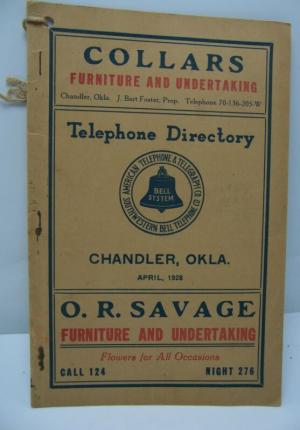 COLLARS
FURNITURE AND UNDERTAKING
Chandler, Okla. J. Bart Foster, Prop. Telephone 70-136-205-W
Telephone Directory
AMERICAN TELEPHONE & TELEGRAPH CO.
BELL
SYSTEM
SOUTHWESTERN BELL TELEPHONE CO.
CHANDLER, OKLA.
APRIL, 1928
O. R. SAVAGE
FURNITURE AND UNDERTAKING
Flowers for All Occasions
CALL 124 NIGHT 276